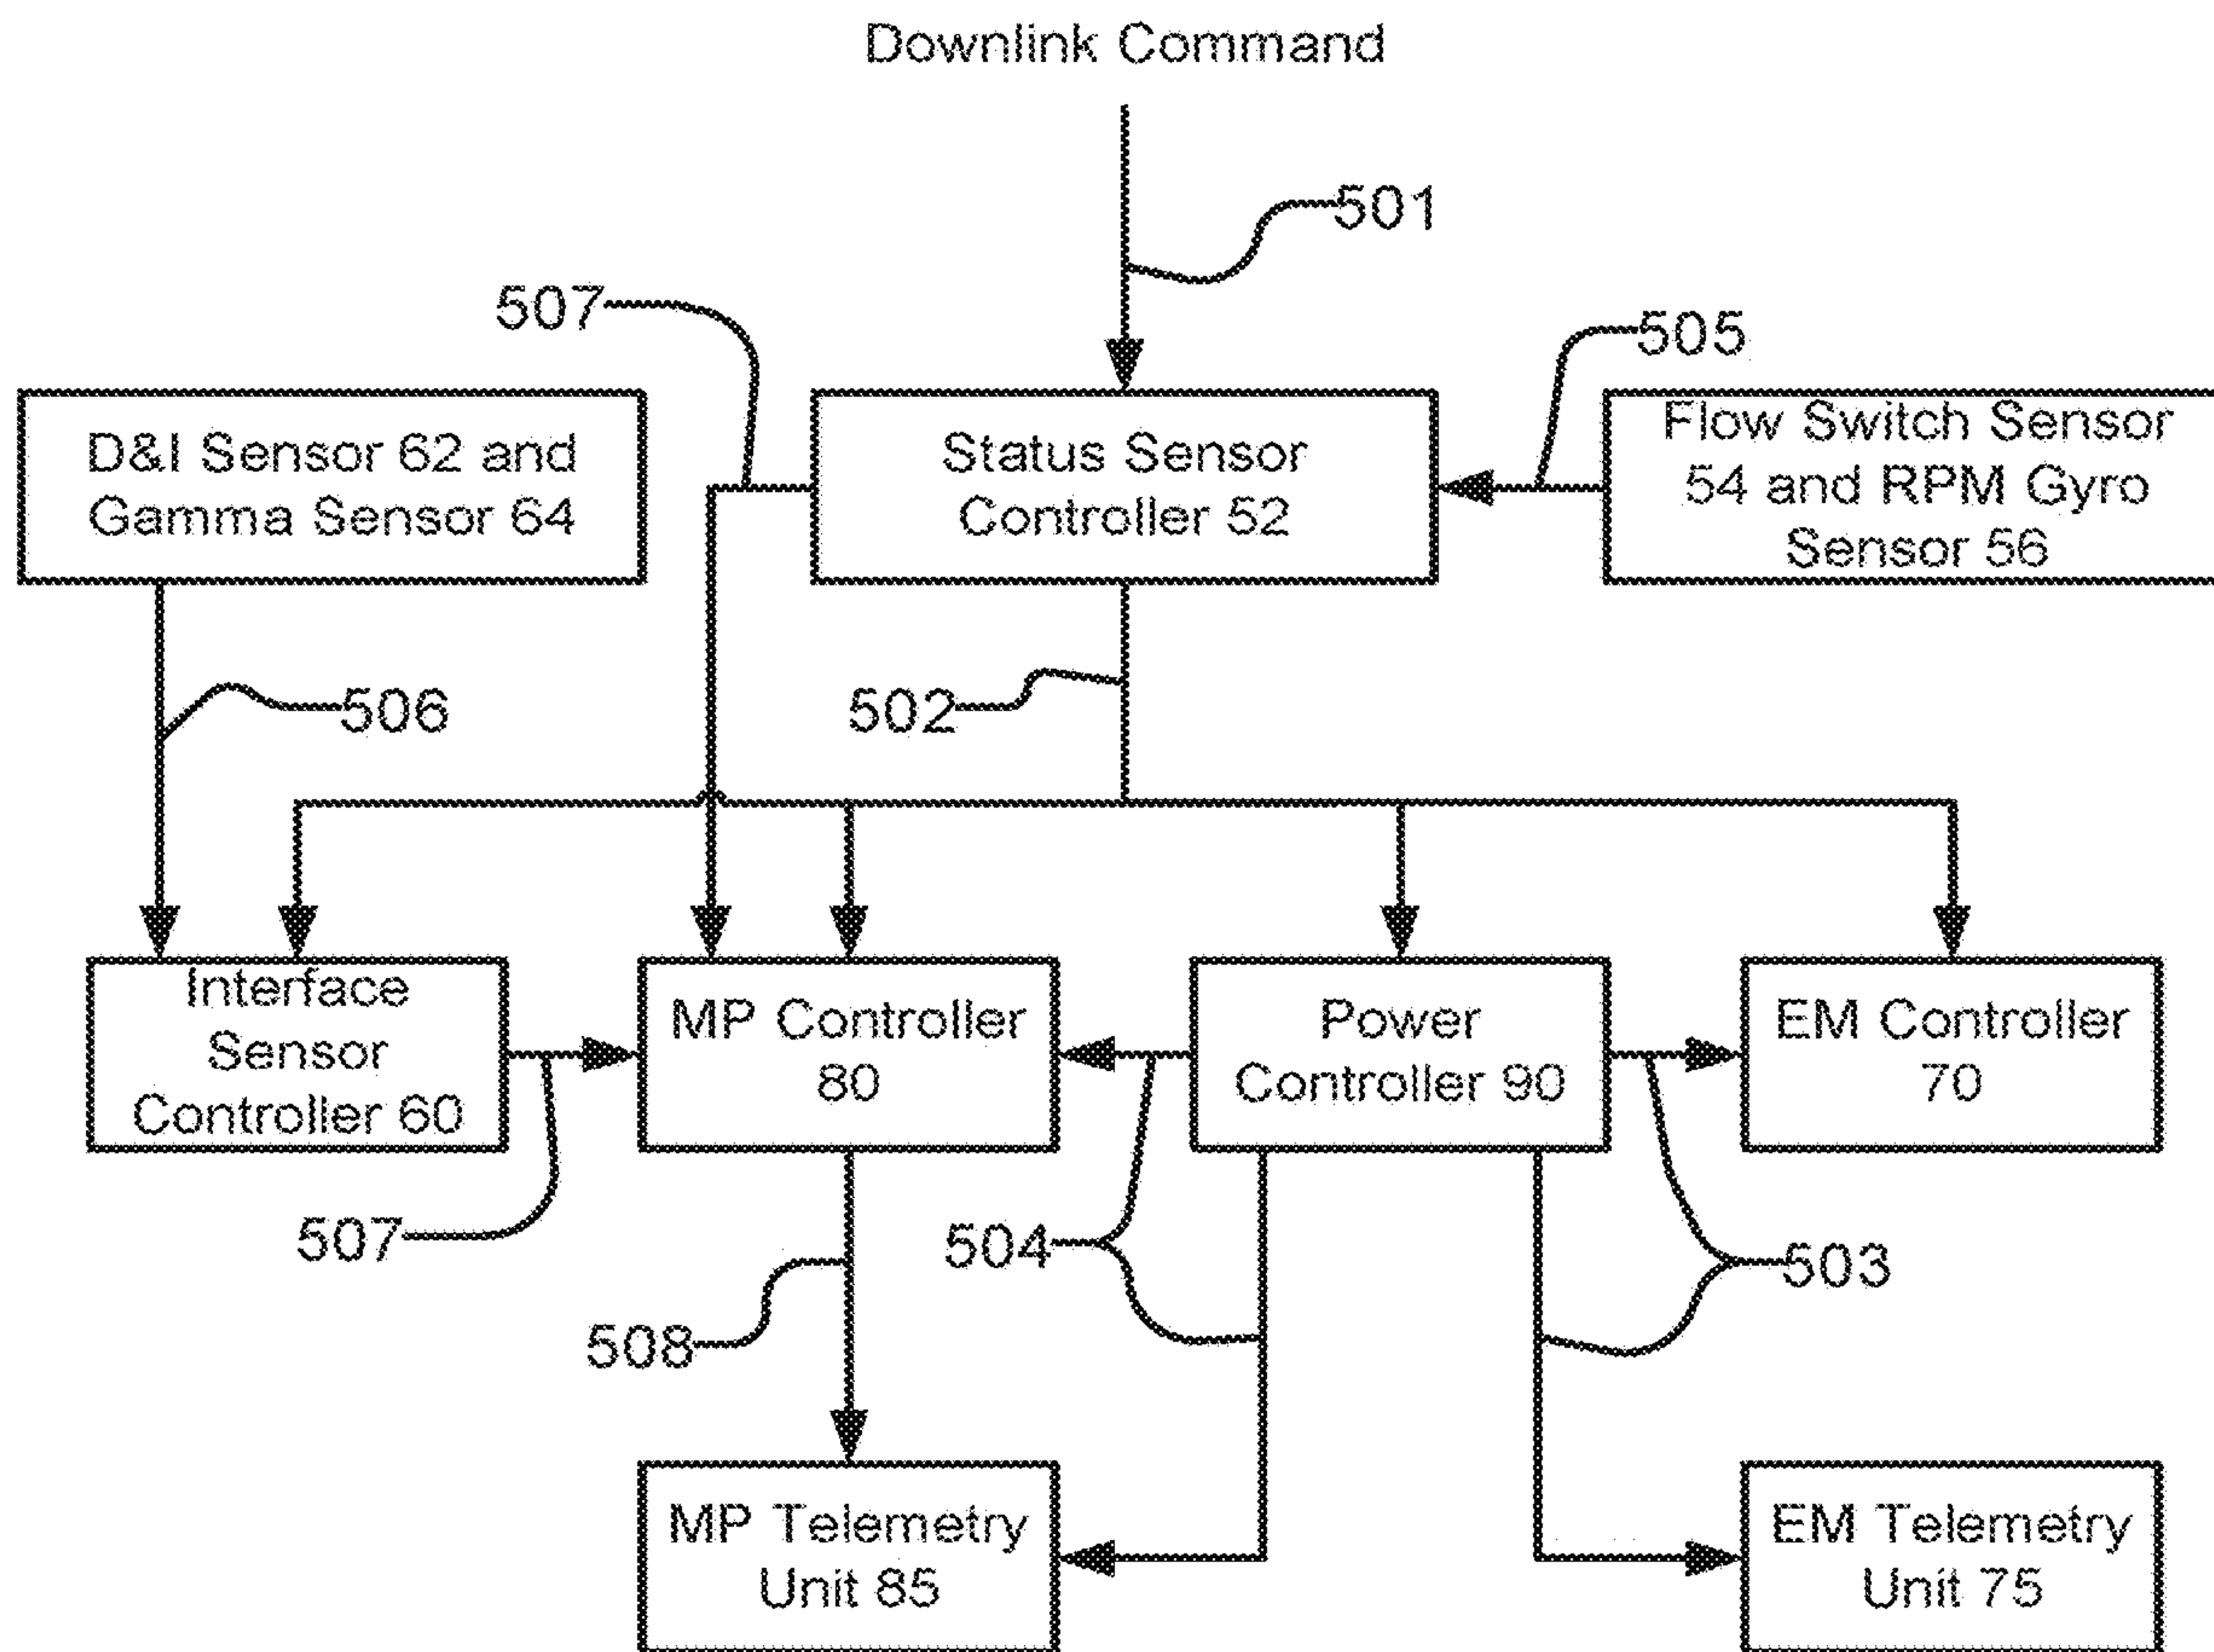 Downlink Command
501
507
505
D&I Sensor 62 and
Gamma Sensor 64
Status Sensor
Controller 52
Flow Switch Sensor
54 and RPM Gyro
Sensor 56
506
502
Interface
Sensor
Controller 60
MP Controller
80
Power
Controller 90
EM Controller
70
507
504
503
508
MP Telemetry
Unit 85
EM Telemetry
Unit 75